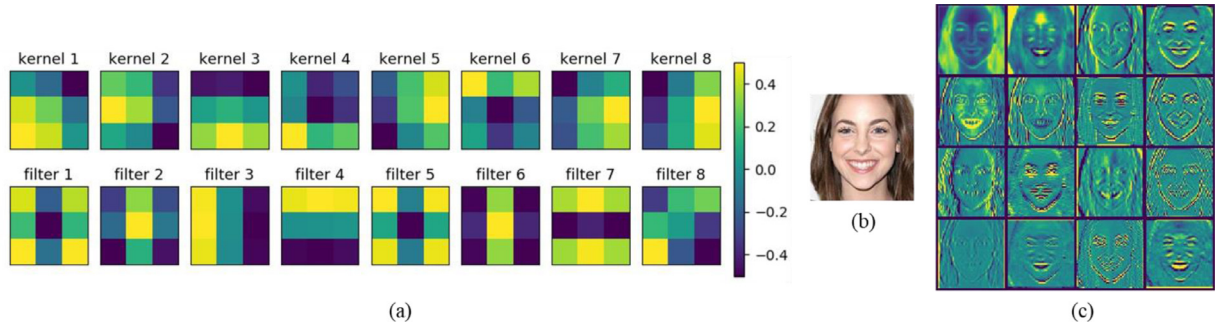 kernel 1 kernel 2 kernel 3 kernel 4 kernel 5 kernel 6 kernel 7 kernel 8
0.4
0.2
0.0
−0.2
−0.4
filter 1 filter 2 filter 3 filter 4 filter 5 filter 6 filter 7 filter 8
(a)
(b)
(c)